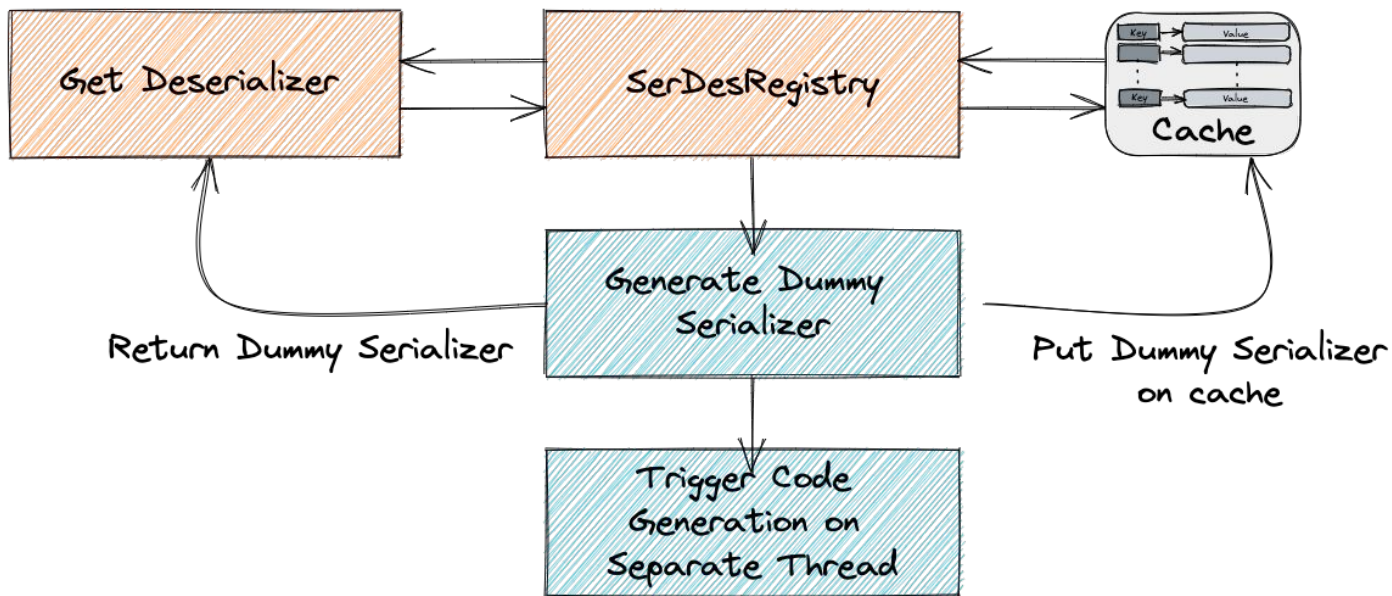 Get Deserializer
SerDesRegistry
Key
Value
Key
Value
Cache
Generate Dummy
Serializer
Return Dummy Serializer
Put Dummy Serializer
on cache
Trigger Code
Generation on
Separate Thread